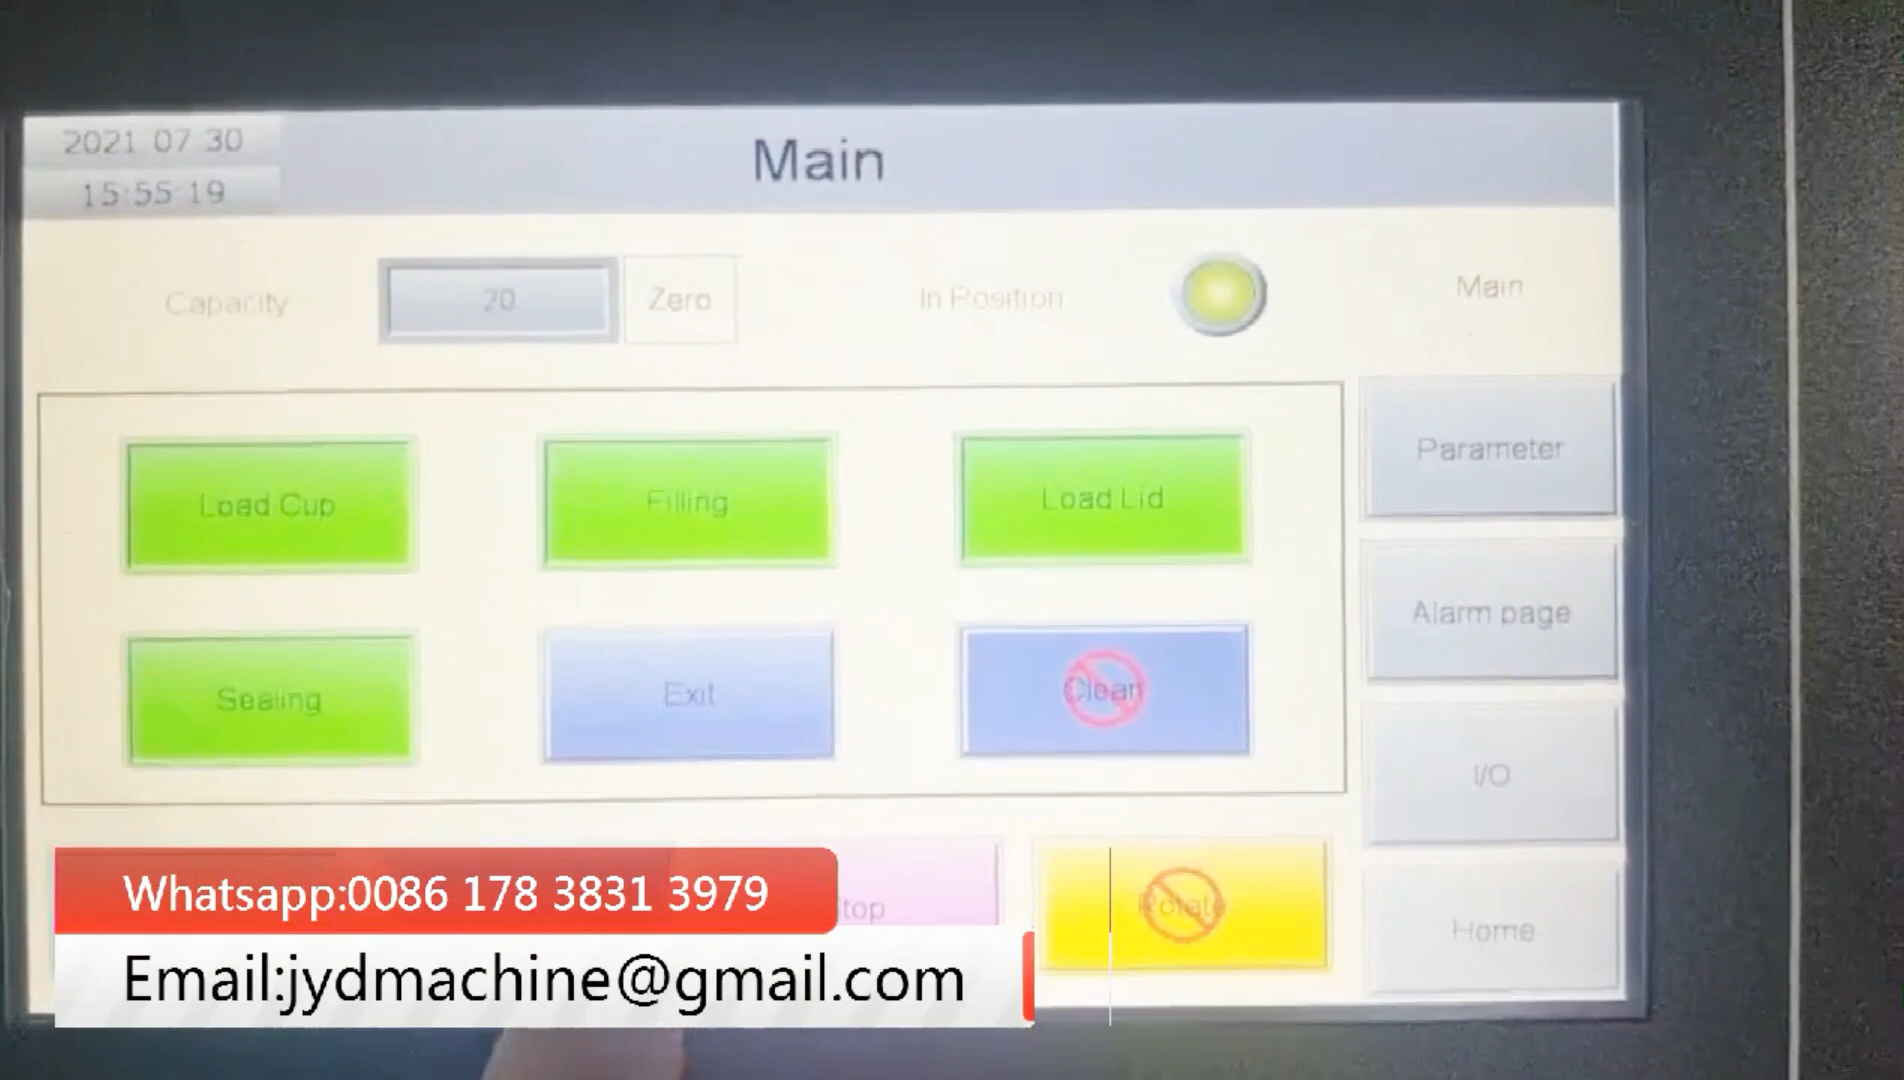 2021 07 30
15:55:19
Main
Capacity
20
Zero
In Position
Main
Load Cup
Filling
Load Lid
Parameter
Sealing
Exit
Clean
Alarm page
I/O
top
Rotate
Home
Whatsapp:0086 178 3831 3979
Email:jydmachine@gmail.com